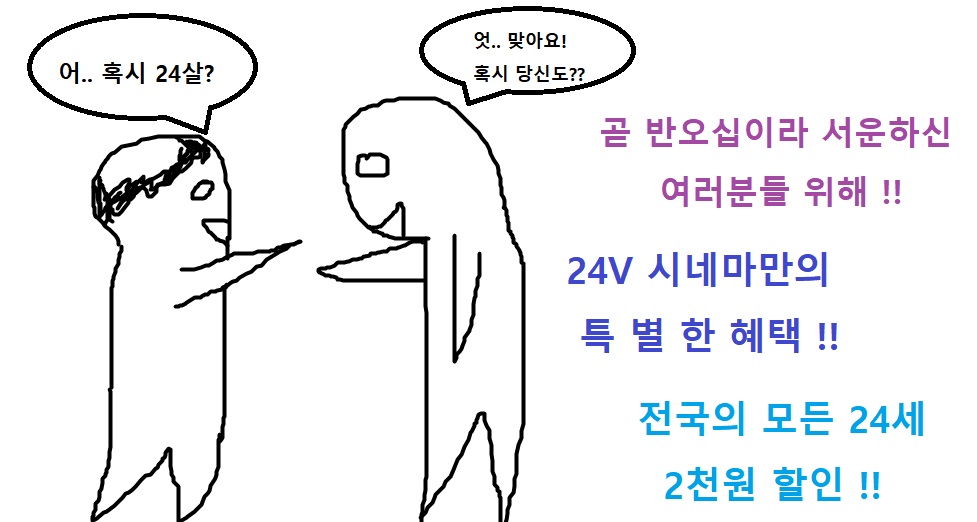 어.. 혹시 24살?
엇.. 맞아요!
혹시 당신도??
곧 반오십이라 서운하신
여러분들 위해 !!
24V 시네마만의
특 별 한 혜택 !!
전국의 모든 24세
2천원 할인 !!